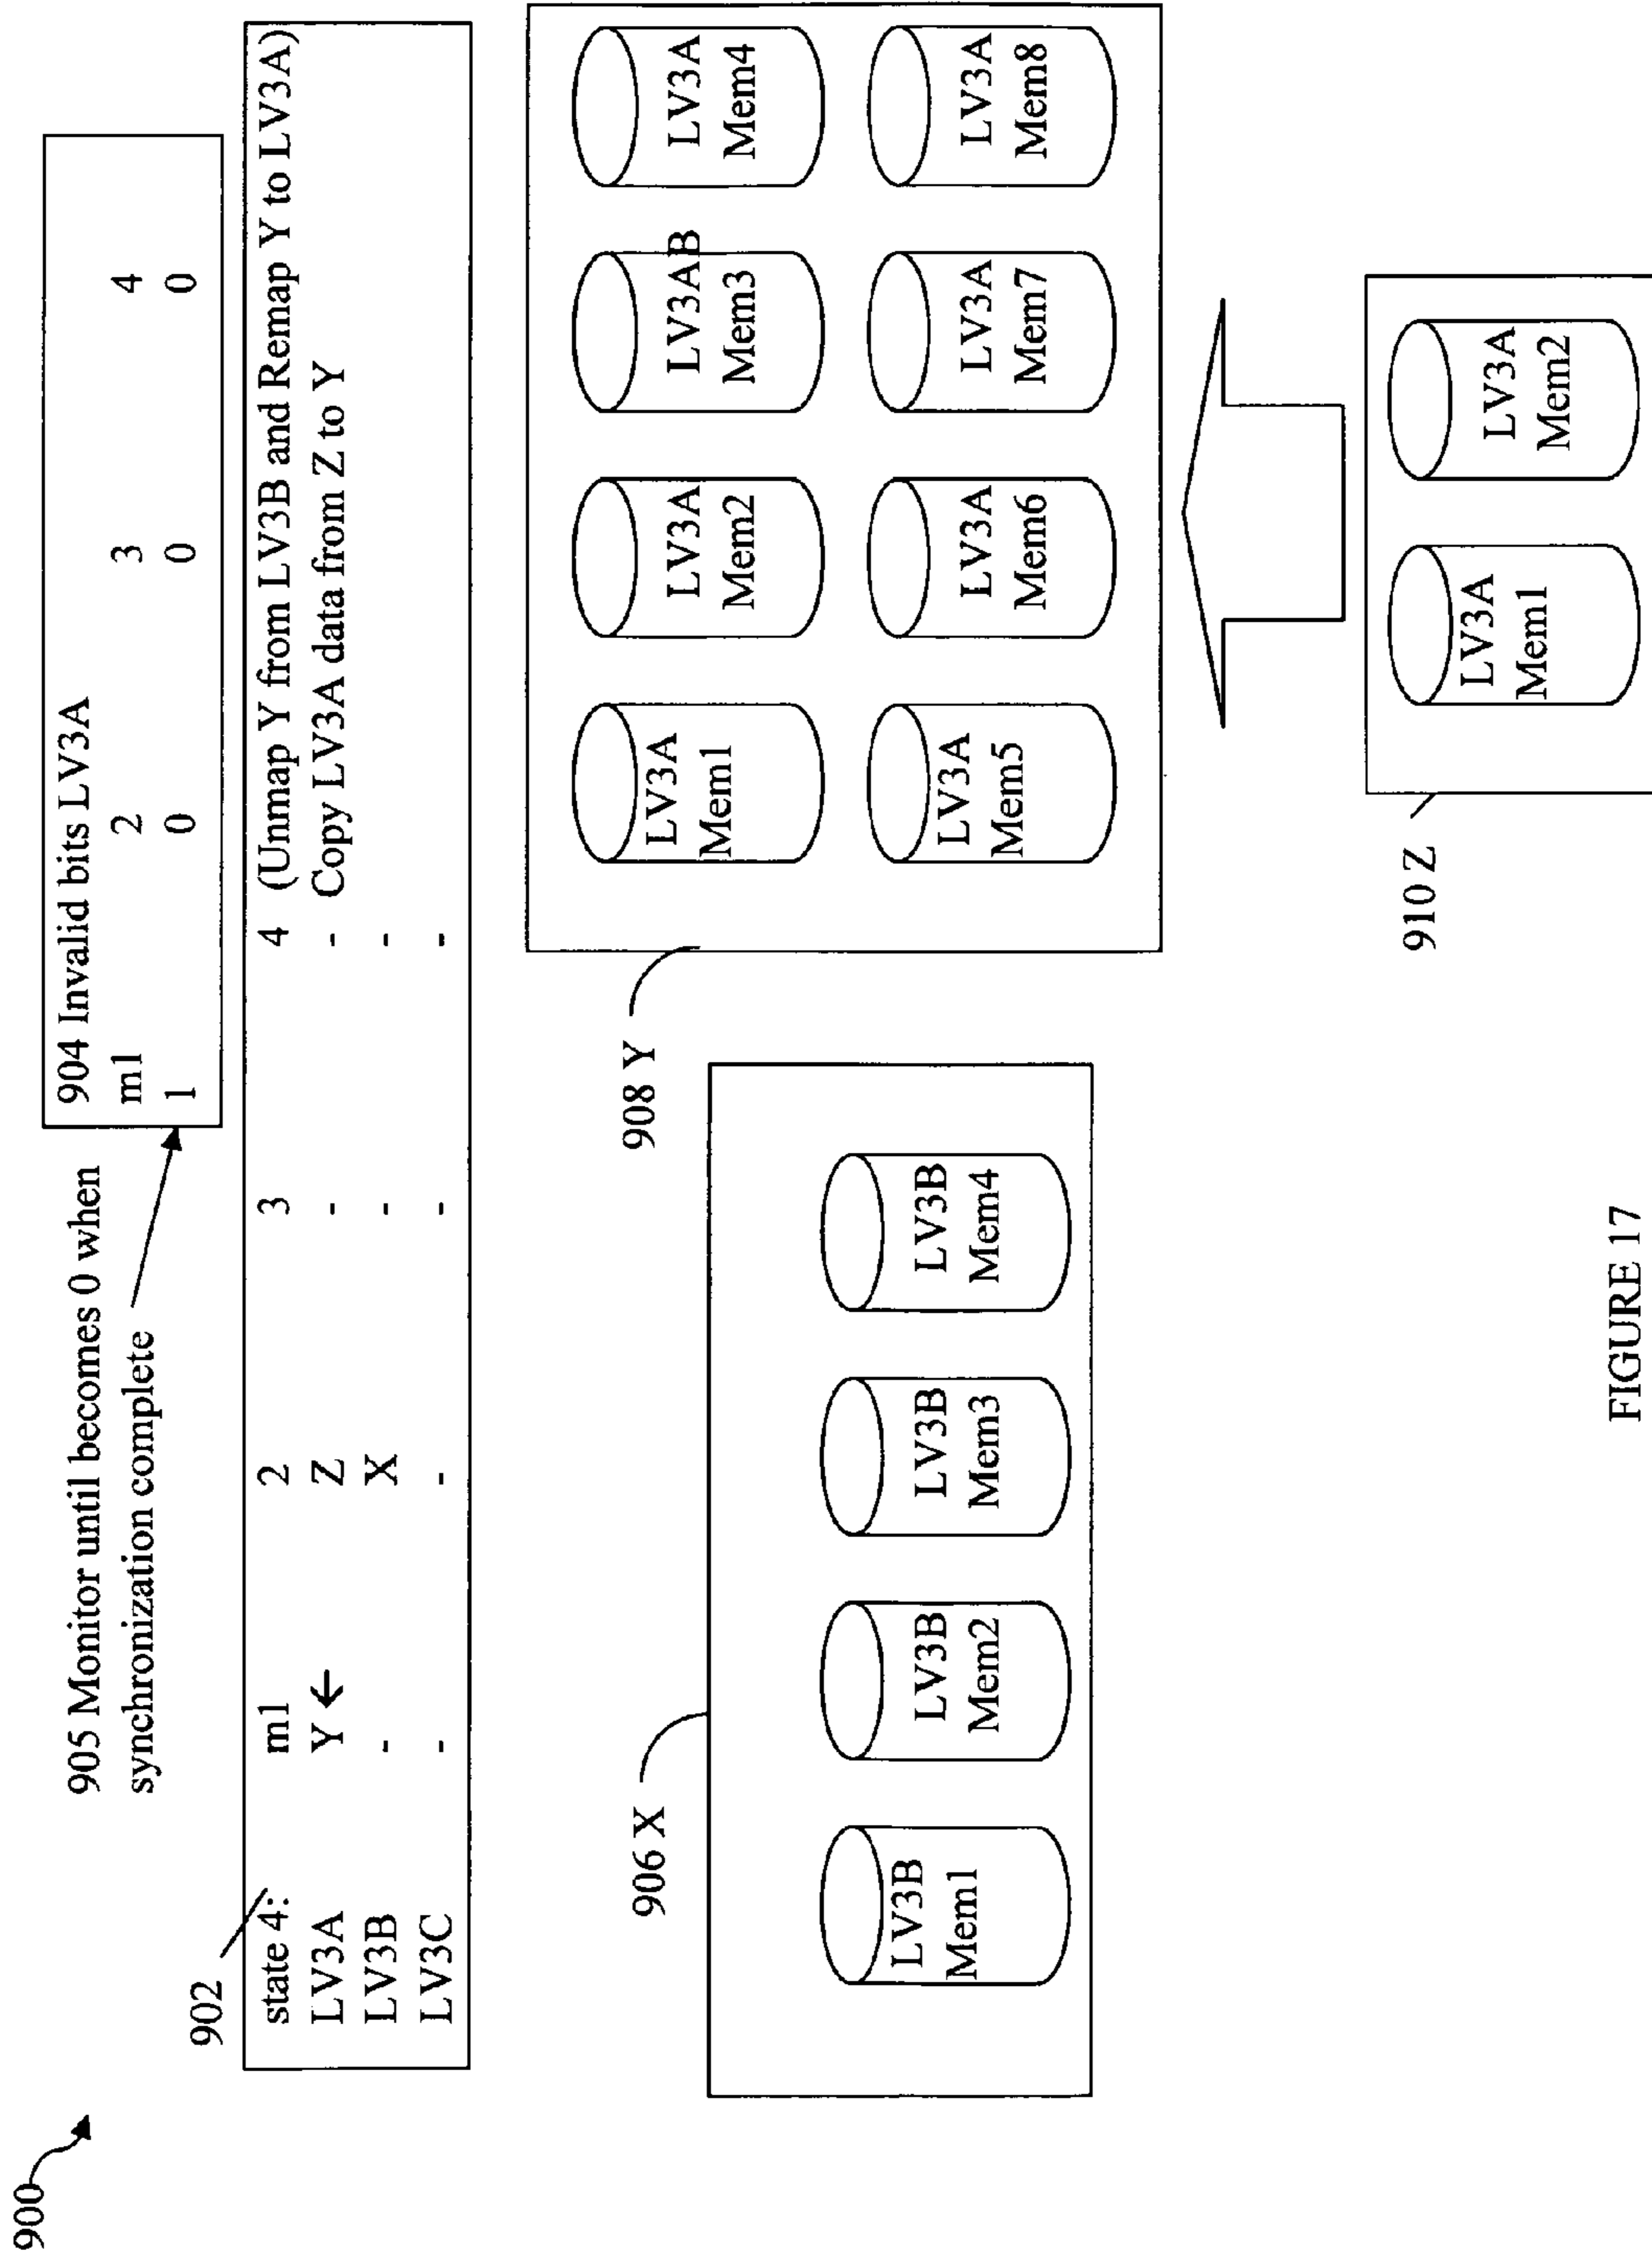 900
905 Monitor until becomes 0 when
synchronization complete
904 Invalid bits LV3A
m1 2 3 4
1 0 0 0
902
state 4: m1 2 3 4 (Unmap Y from LV3B and Remap Y to LV3A)
LV3A Y ← Z - - Copy LV3A data from Z to Y
LV3B - X - -
LV3C - - - -
906 X
LV3B LV3B LV3B LV3B
Mem1 Mem2 Mem3 Mem4
908 Y
LV3A LV3A LV3AB LV3A
Mem1 Mem2 Mem3 Mem4
LV3A LV3A LV3A LV3A
Mem5 Mem6 Mem7 Mem8
910 Z
LV3A LV3A
Mem1 Mem2
FIGURE 17